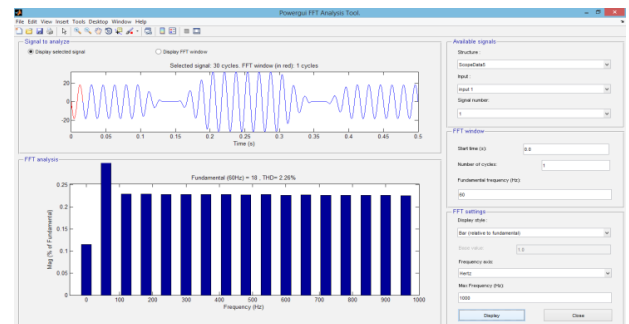 Powergui FFT Analysis Tool.
File Edit View Insert Tools Desktop Window Help
Signal to analyze
Display selected signal
Display FFT window
Selected signal: 30 cycles. FFT window (in red): 1 cycles
20
0
-20
0 0.05 0.1 0.15 0.2 0.25 0.3 0.35 0.4 0.45 0.5
Time (s)
FFT analysis
Fundamental (60Hz) = 18 , THD= 2.26%
0.25
0.2
0.15
0.1
0.05
0
Mag (% of Fundamental)
0 100 200 300 400 500 600 700 800 900 1000
Frequency (Hz)
Available signals
Structure :
ScopeData5
Input :
input 1
Signal number:
1
FFT window
Start time (s):
0.0
Number of cycles:
1
Fundamental frequency (Hz):
60
FFT settings
Display style :
Bar (relative to fundamental)
Base value:
1.0
Frequency axis:
Hertz
Max Frequency (Hz):
1000
Display
Close